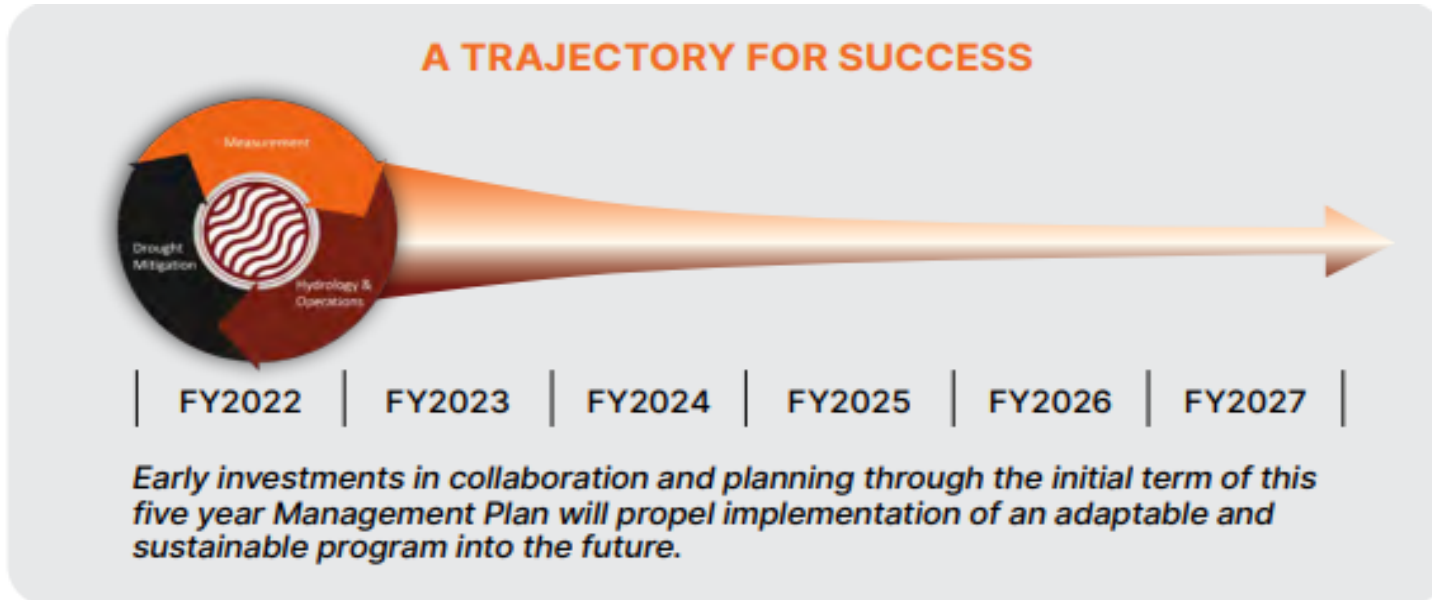 A TRAJECTORY FOR SUCCESS
Measurement
Drought
Mitigation
Hydrology &
Operations
FY2022 FY2023 FY2024 FY2025 FY2026 FY2027
Early investments in collaboration and planning through the initial term of this
five year Management Plan will propel implementation of an adaptable and
sustainable program into the future.